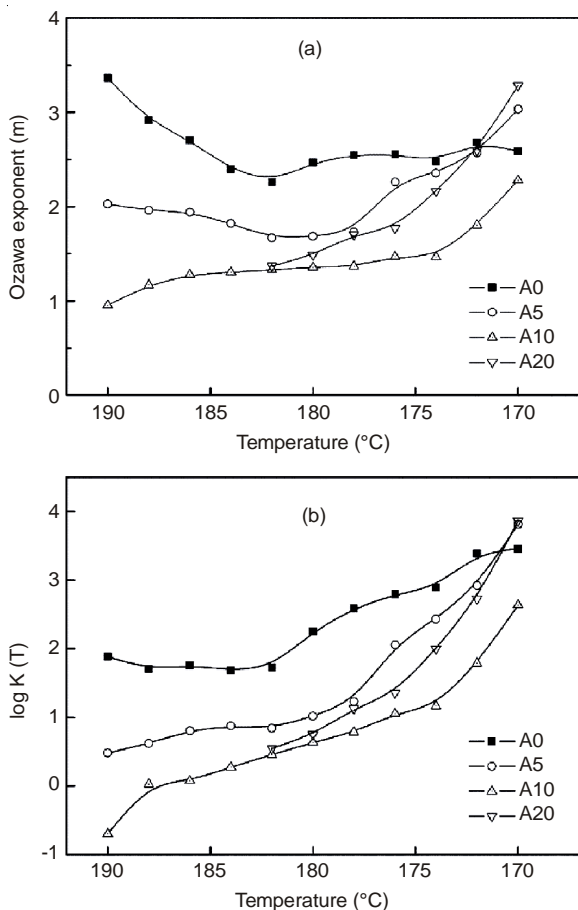 (a)
4
3
2
1
0
Ozawa exponent (m)
A0
A5
A10
A20
190 185 180 175 170
Temperature (°C)
(b)
4
3
2
1
0
-1
log K (T)
A0
A5
A10
A20
190 185 180 175 170
Temperature (°C)